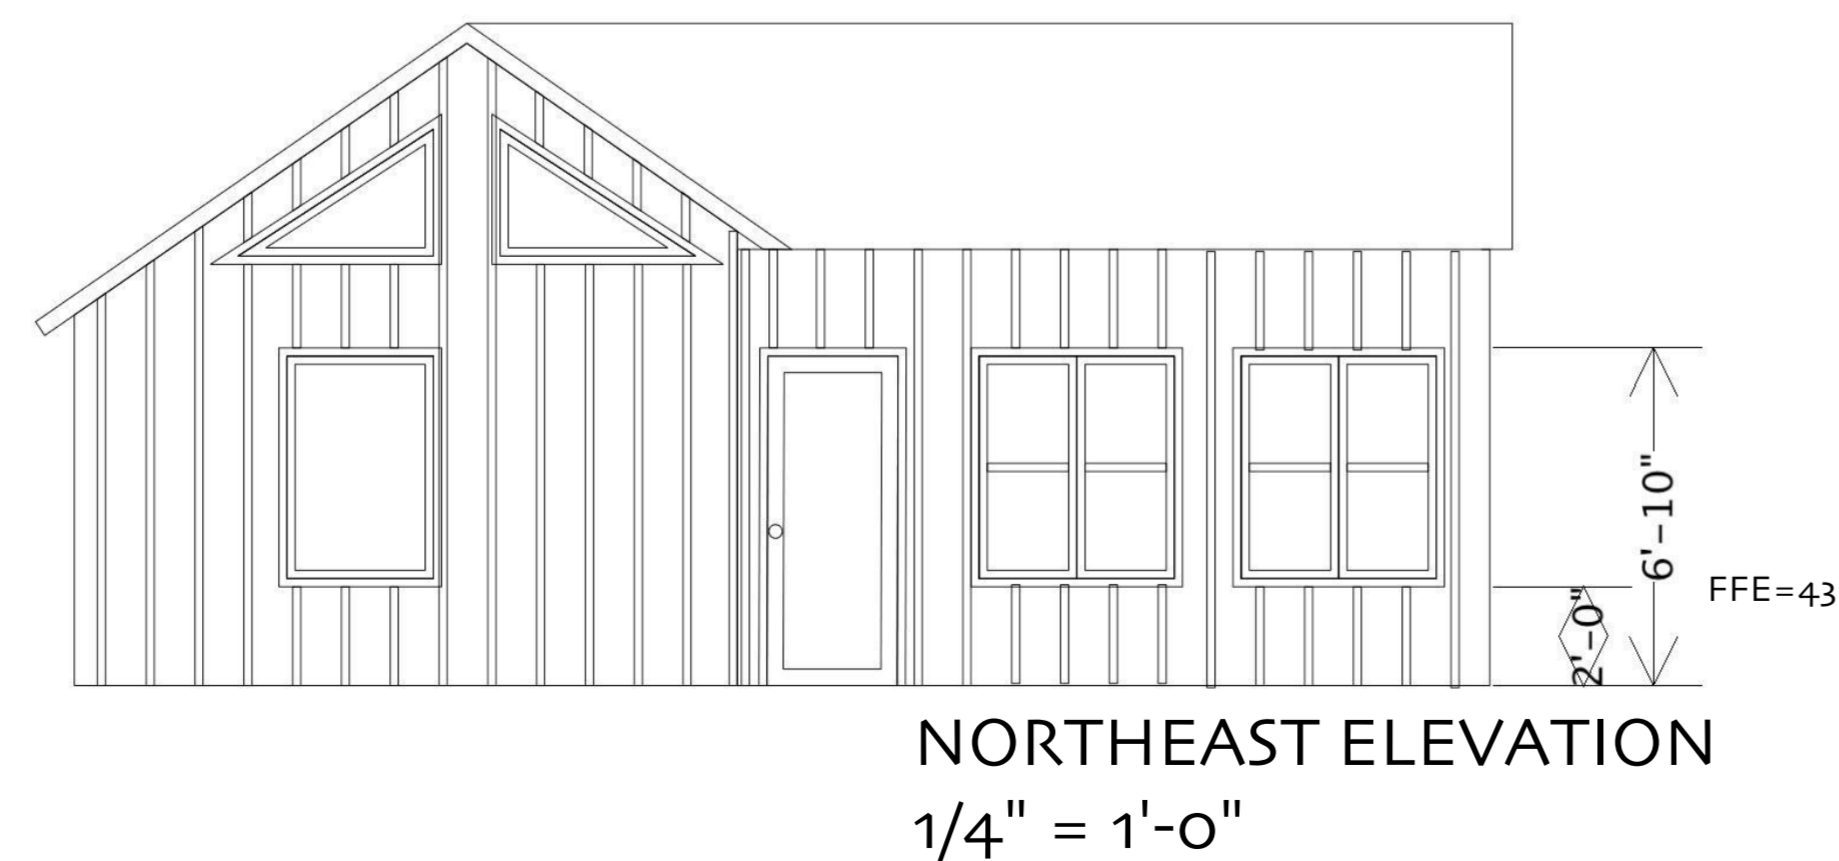 6'-10"
2'-0"
FFE=43
NORTHEAST ELEVATION
1/4" = 1'-0"